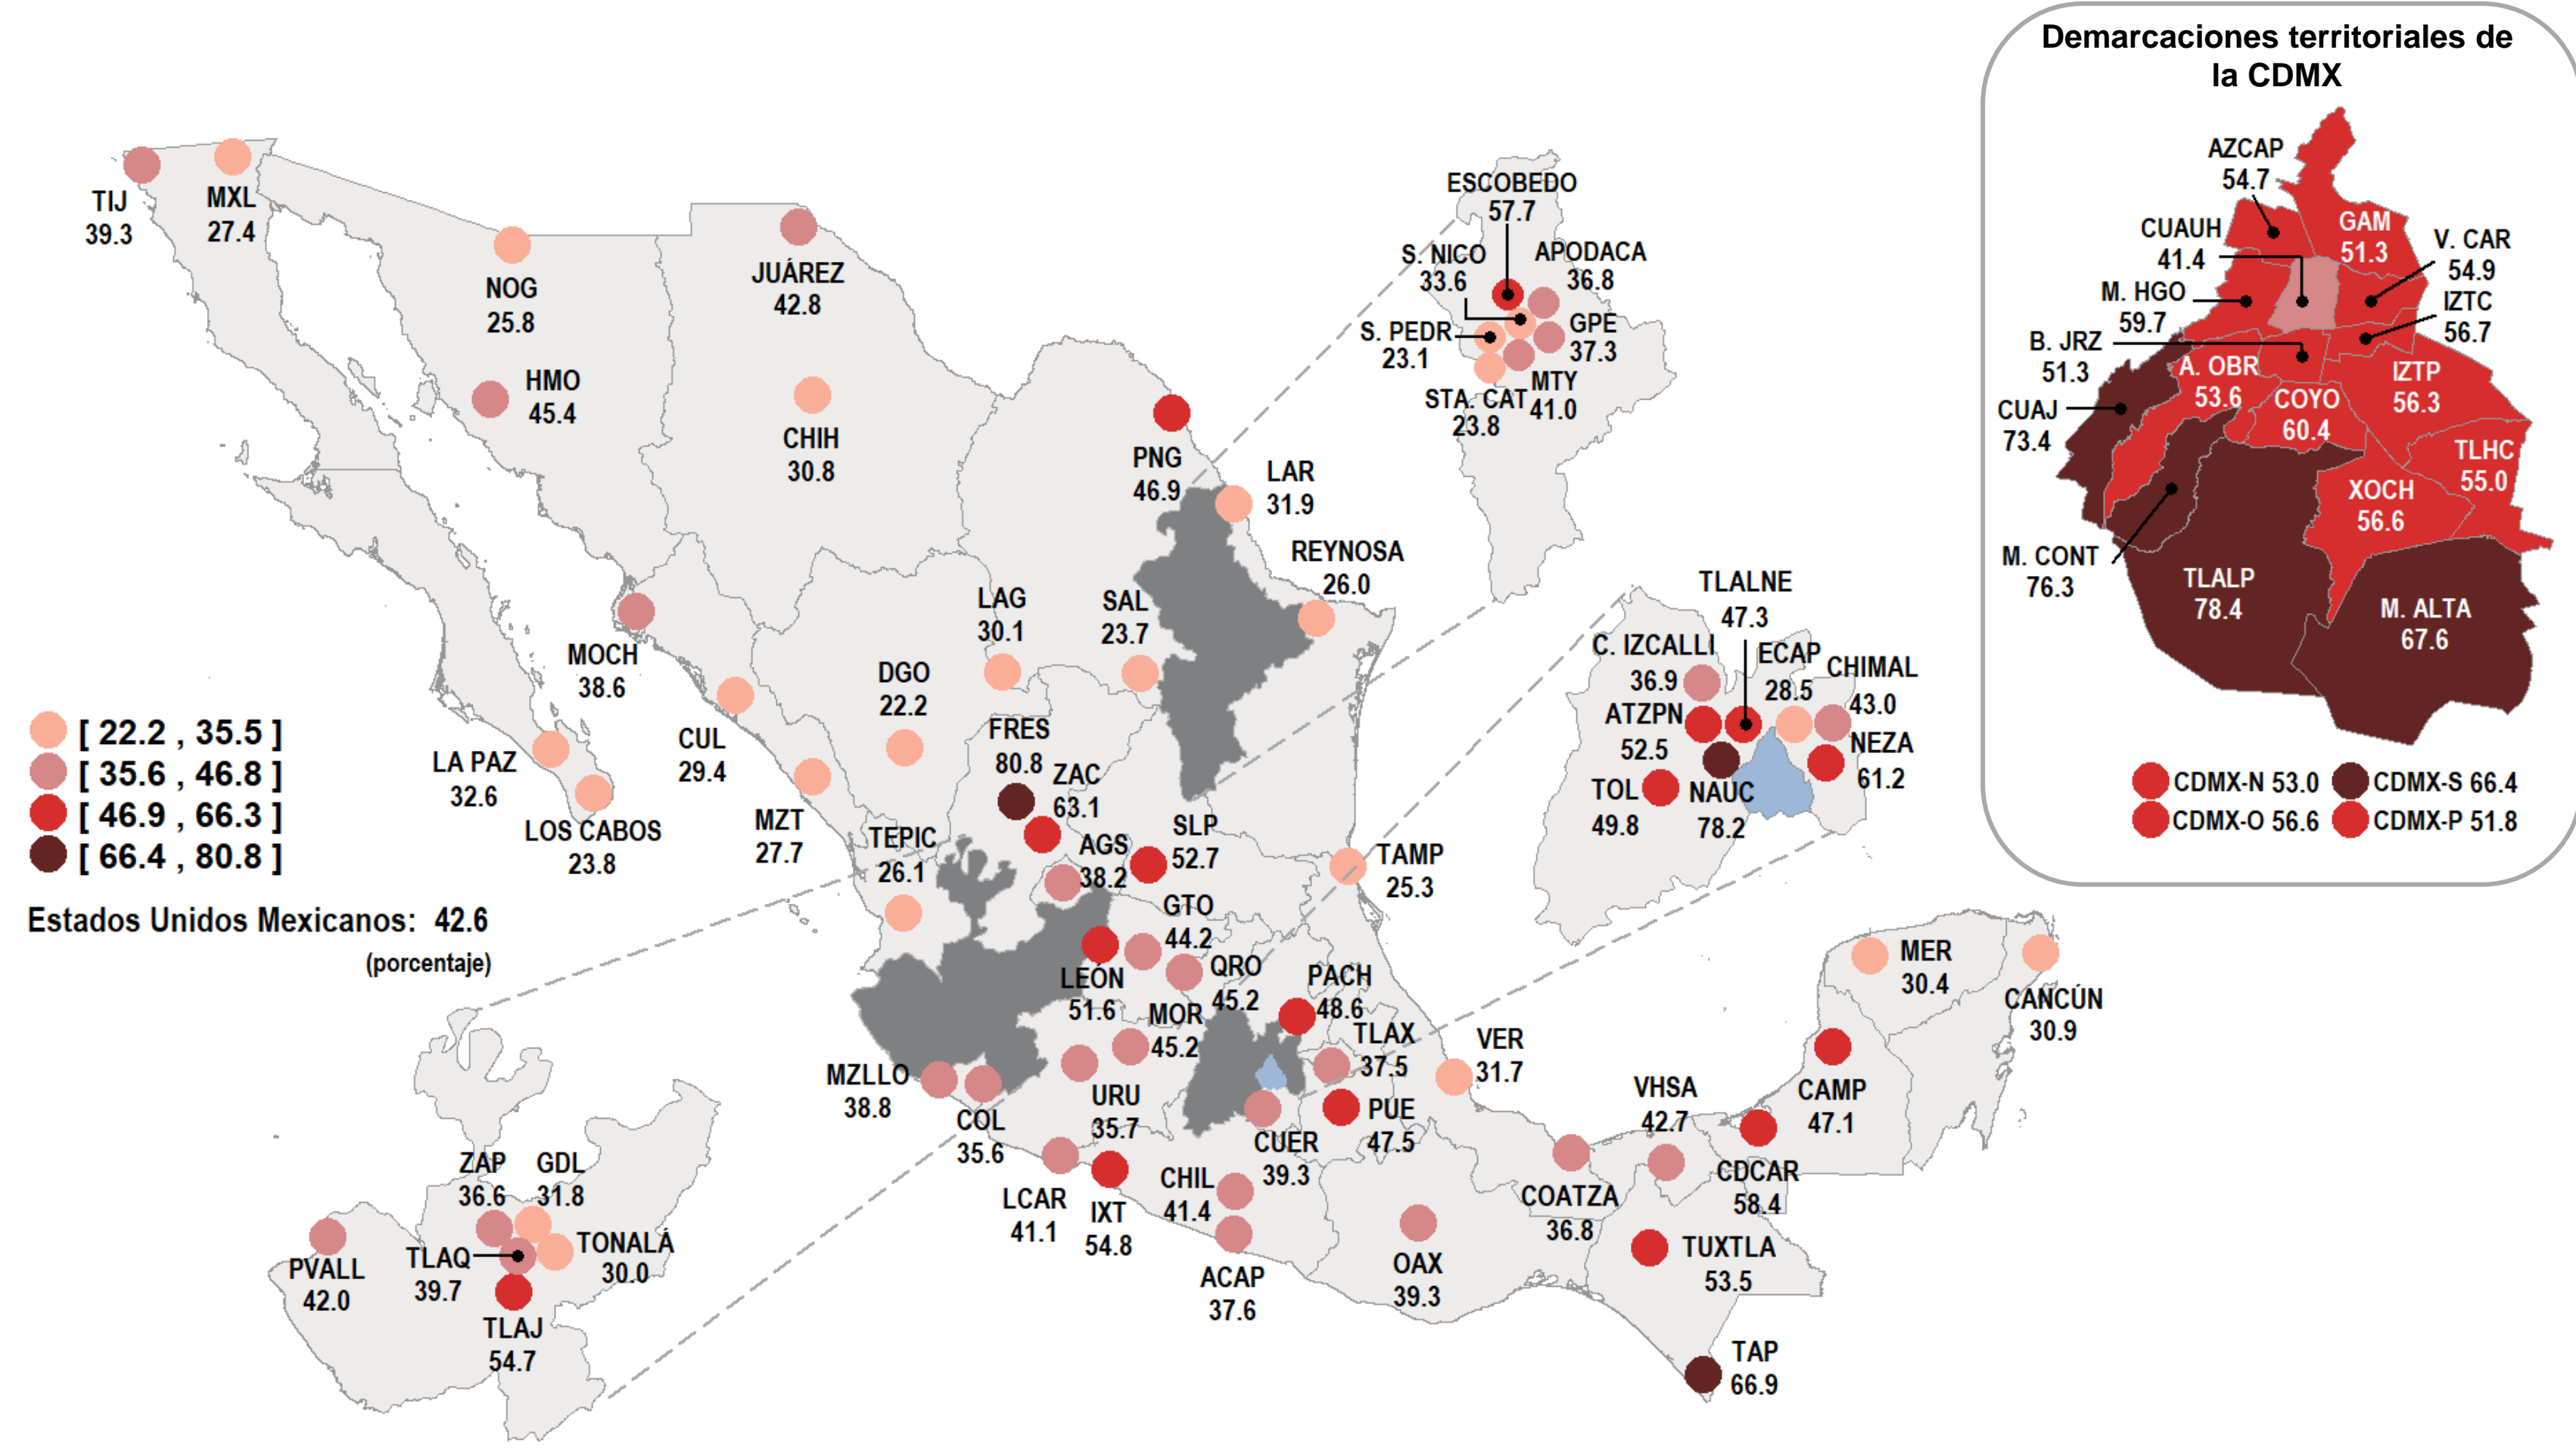 Demarcaciones territoriales de
la CDMX
AZCAP
54.7
CUAUH
41.4
GAM
51.3
V. CAR
54.9
M. HGO
59.7
IZTC
56.7
B. JRZ
51.3
A. OBR
53.6
IZTP
56.3
CUAJ
73.4
COYO
60.4
TLHC
55.0
XOCH
56.6
M. CONT
76.3
TLALP
78.4
M. ALTA
67.6
CDMX-N 53.0
CDMX-S 66.4
CDMX-O 56.6
CDMX-P 51.8
TIJ
39.3
MXL
27.4
NOG
25.8
JUÁREZ
42.8
HMO
45.4
CHIH
30.8
PNG
46.9
LAR
31.9
REYNOSA
26.0
ESCOBEDO
57.7
S. NICO
33.6
APODACA
36.8
S. PEDR
23.1
GPE
37.3
MTY
41.0
STA. CAT
23.8
LAG
30.1
SAL
23.7
MOCH
38.6
DGO
22.2
CUL
29.4
LA PAZ
32.6
LOS CABOS
23.8
MZT
27.7
FRES
80.8
ZAC
63.1
TEPIC
26.1
AGS
38.2
SLP
52.7
TAMP
25.3
TLALNE
47.3
C. IZCALLI
36.9
ECAP
28.5
CHIMAL
43.0
ATZPN
52.5
NEZA
61.2
TOL
49.8
NAUC
78.2
[ 22.2 , 35.5 ]
[ 35.6 , 46.8 ]
[ 46.9 , 66.3 ]
[ 66.4 , 80.8 ]
Estados Unidos Mexicanos: 42.6
(porcentaje)
GTO
44.2
LEÓN
51.6
QRO
45.2
PACH
48.6
MOR
45.2
TLAX
37.5
VER
31.7
MZLLO
38.8
COL
35.6
URU
35.7
CUER
39.3
PUE
47.5
LCAR
41.1
IXT
54.8
CHIL
41.4
ACAP
37.6
OAX
39.3
COATZA
36.8
VHSA
42.7
CDCAR
58.4
CAMP
47.1
MER
30.4
CANCÚN
30.9
TUXTLA
53.5
TAP
66.9
ZAP
36.6
GDL
31.8
PVALL
42.0
TLAQ
39.7
TONALÁ
30.0
TLAJ
54.7